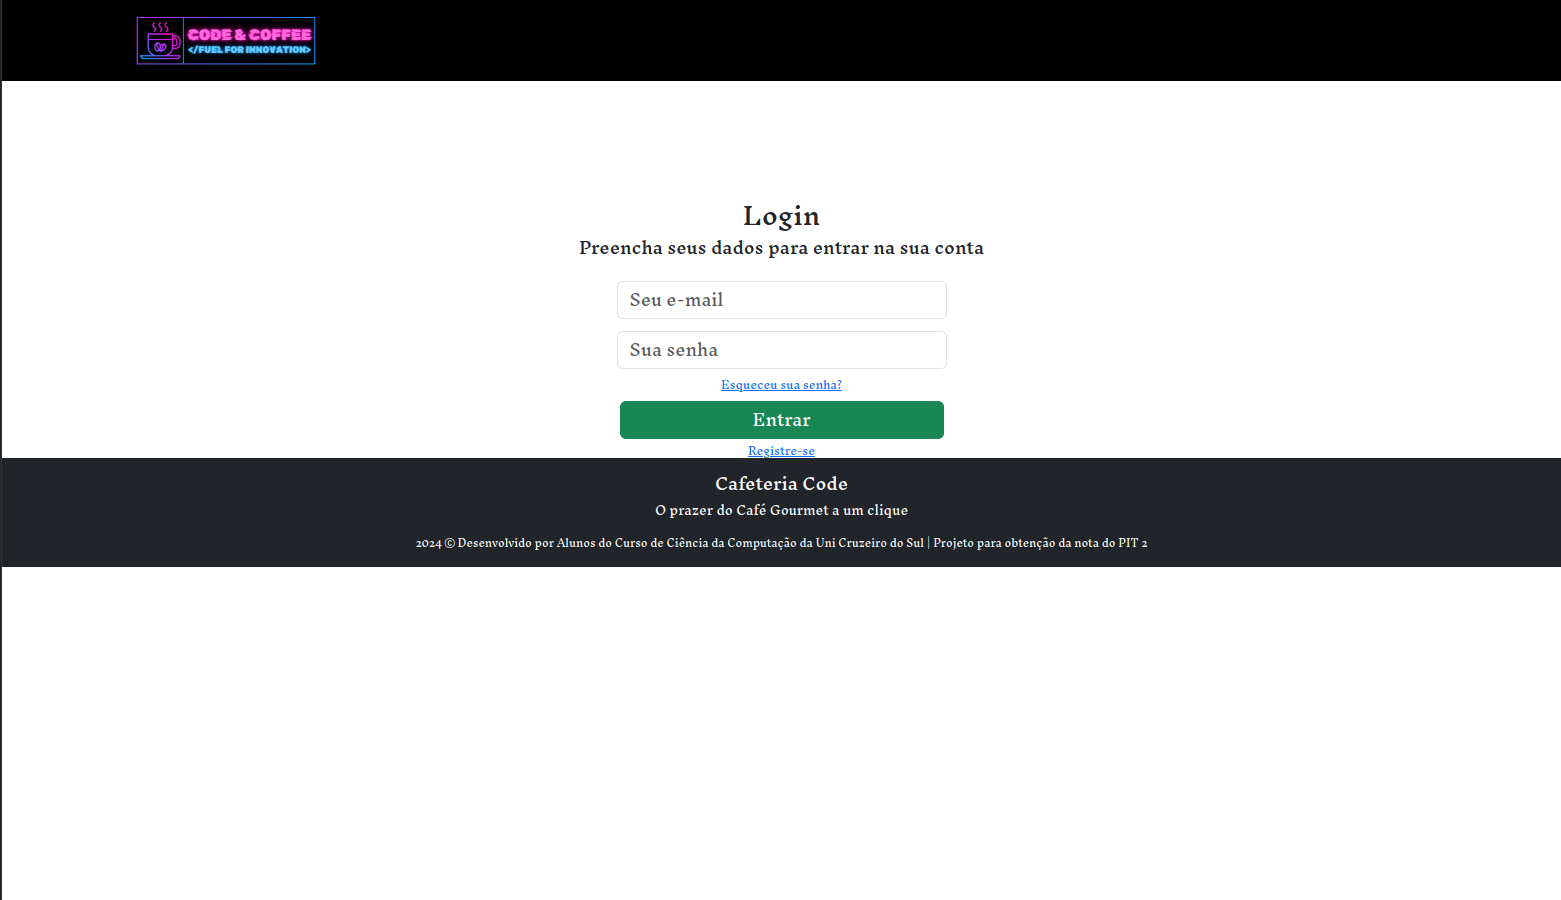 CODE & COFFEE
</FUEL FOR INNOVATION>
Login
Preencha seus dados para entrar na sua conta
Seu e-mail
Sua senha
Esqueceu sua senha?
Entrar
Registre-se
Cafeteria Code
O prazer do Café Gourmet a um clique
2024 © Desenvolvido por Alunos do Curso de Ciência da Computação da Uni Cruzeiro do Sul | Projeto para obtenção da nota do PIT 2